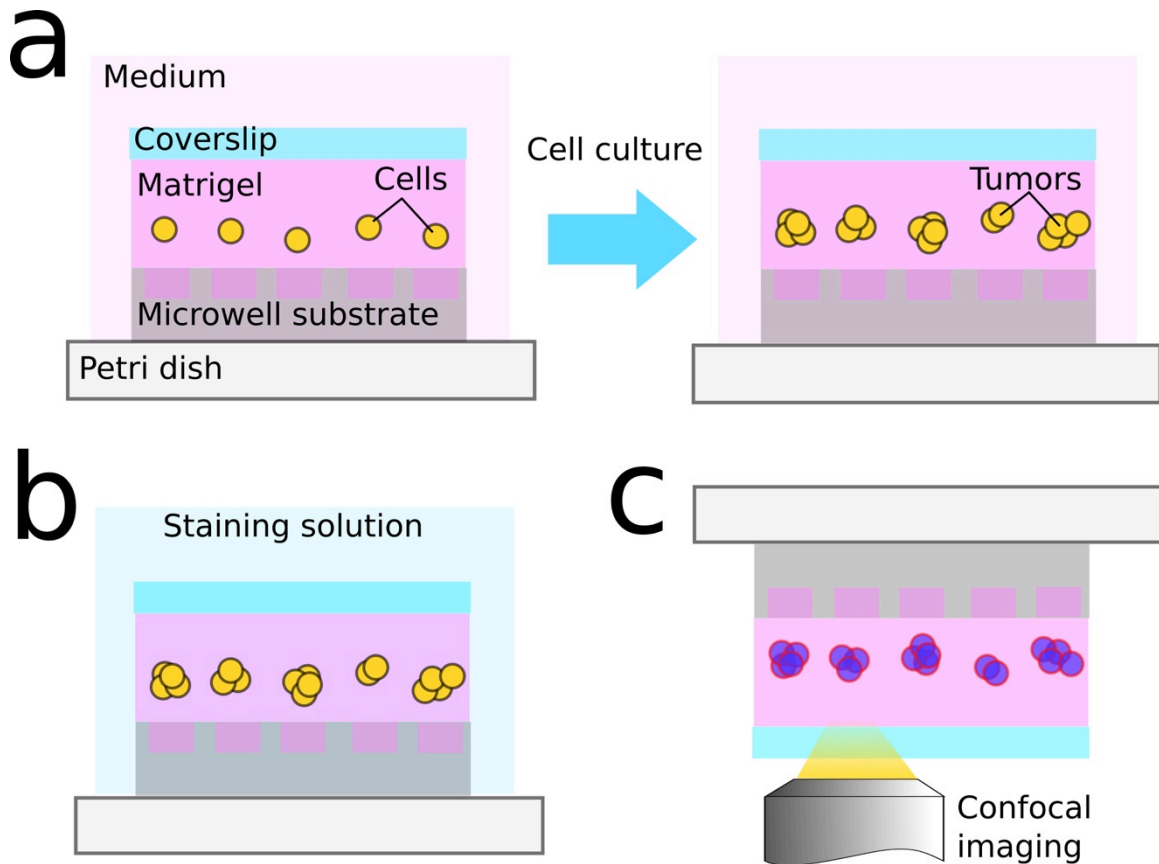 a
Medium
Coverslip
Matrigel
Cells
Microwell substrate
Petri dish
Cell culture
Tumors
b
Staining solution
c
Confocal
imaging